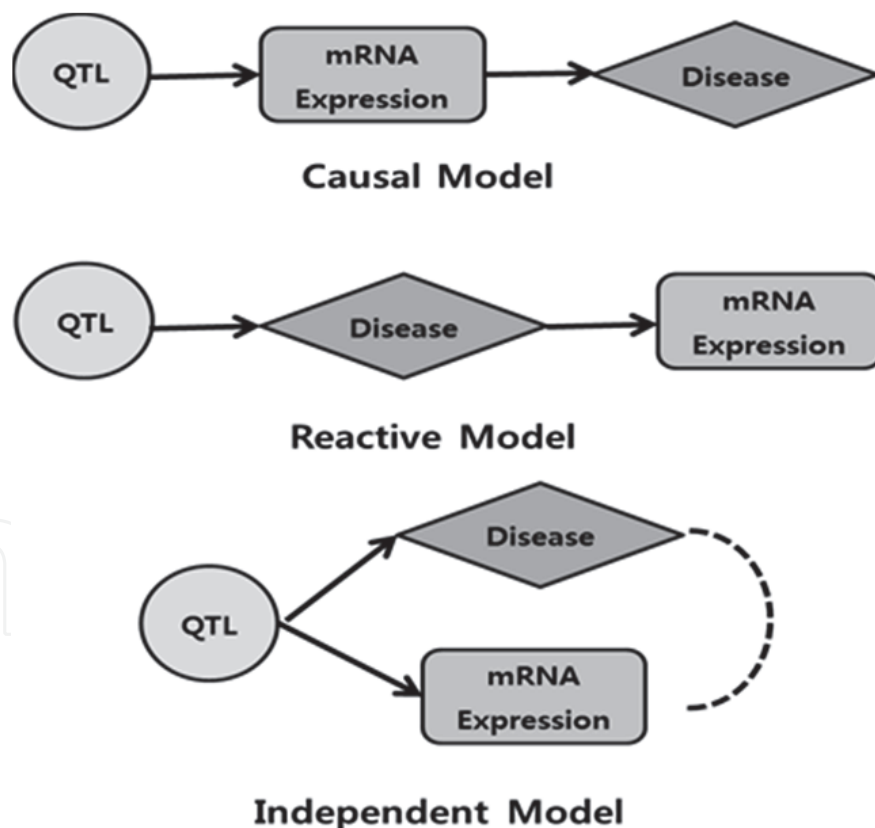 QTL
mRNA
Expression
Disease
Causal Model
QTL
Disease
mRNA
Expression
Reactive Model
QTL
Disease
mRNA
Expression
Independent Model